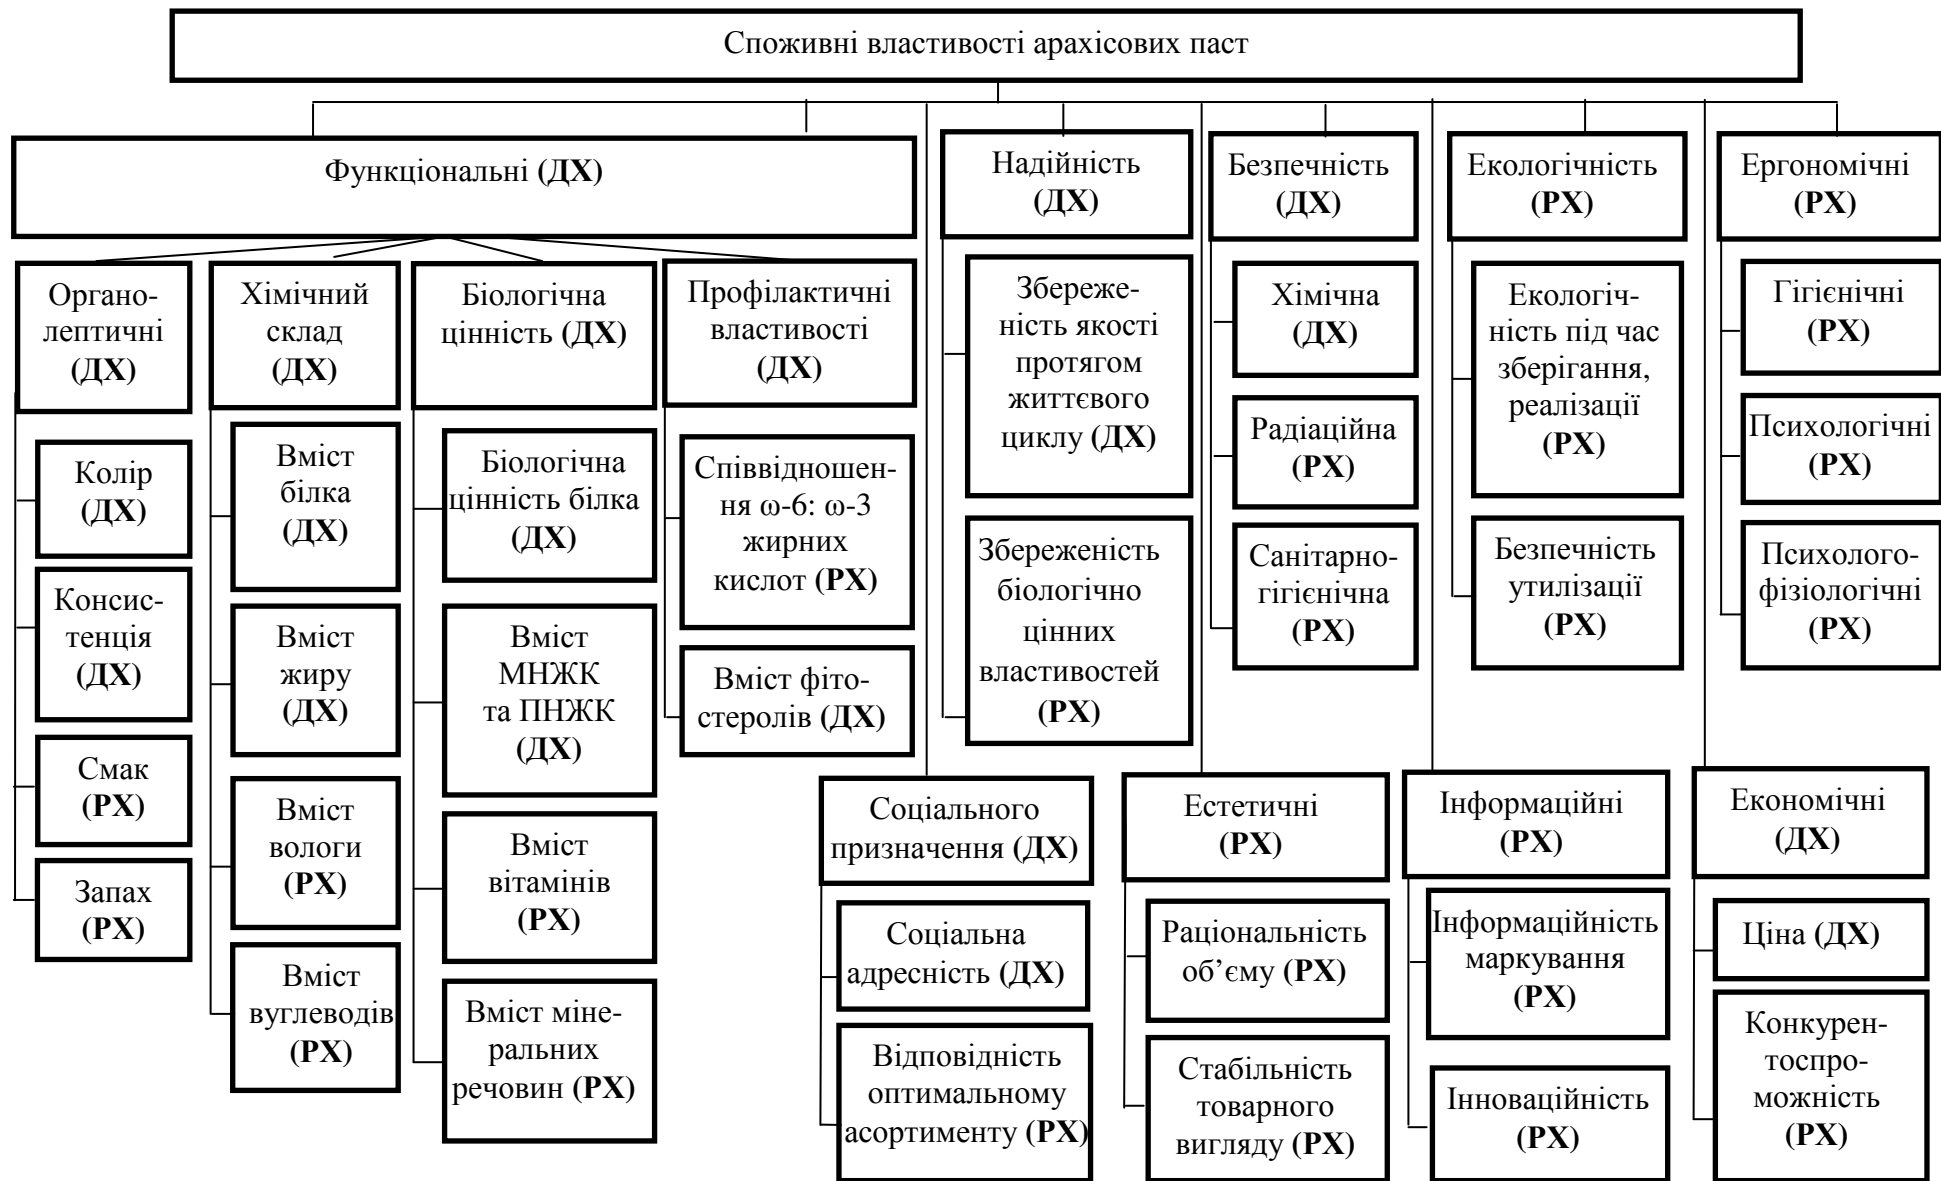 Споживні властивості арахісових паст
Функціональні (ДХ)
Надійність
(ДХ)
Безпечність
(ДХ)
Екологічність
(РХ)
Ергономічні
(РХ)
Органо-
лептичні
(ДХ)
Колір
(ДХ)
Консис-
тенція
(ДХ)
Смак
(РХ)
Запах
(РХ)
Хімічний
склад
(ДХ)
Вміст
білка
(ДХ)
Вміст
жиру
(ДХ)
Вміст
вологи
(РХ)
Вміст
вуглеводів
(РХ)
Біологічна
цінність (ДХ)
Біологічна
цінність білка
(ДХ)
Вміст
МНЖК
та ПНЖК
(ДХ)
Вміст
вітамінів
(РХ)
Вміст міне-
ральних
речовин (РХ)
Профілактичні
властивості
(ДХ)
Співвідношен-
ня ω-6: ω-3
жирних
кислот (РХ)
Вміст фіто-
стеролів (ДХ)
Збереже-
ність якості
протягом
життєвого
циклу (ДХ)
Збереженість
біологічно
цінних
властивостей
(РХ)
Хімічна
(ДХ)
Радіаційна
(РХ)
Санітарно-
гігієнічна
(РХ)
Екологіч-
ність під час
зберігання,
реалізації
(РХ)
Безпечність
утилізації
(РХ)
Гігієнічні
(РХ)
Психологічні
(РХ)
Психолого-
фізіологічні
(РХ)
Соціального
призначення (ДХ)
Соціальна
адресність (ДХ)
Відповідність
оптимальному
асортименту (РХ)
Естетичні
(РХ)
Раціональність
об’єму (РХ)
Стабільність
товарного
вигляду (РХ)
Інформаційні
(РХ)
Інформаційність
маркування
(РХ)
Інноваційність
(РХ)
Економічні
(ДХ)
Ціна (ДХ)
Конкурен-
тоспро-
можність
(РХ)